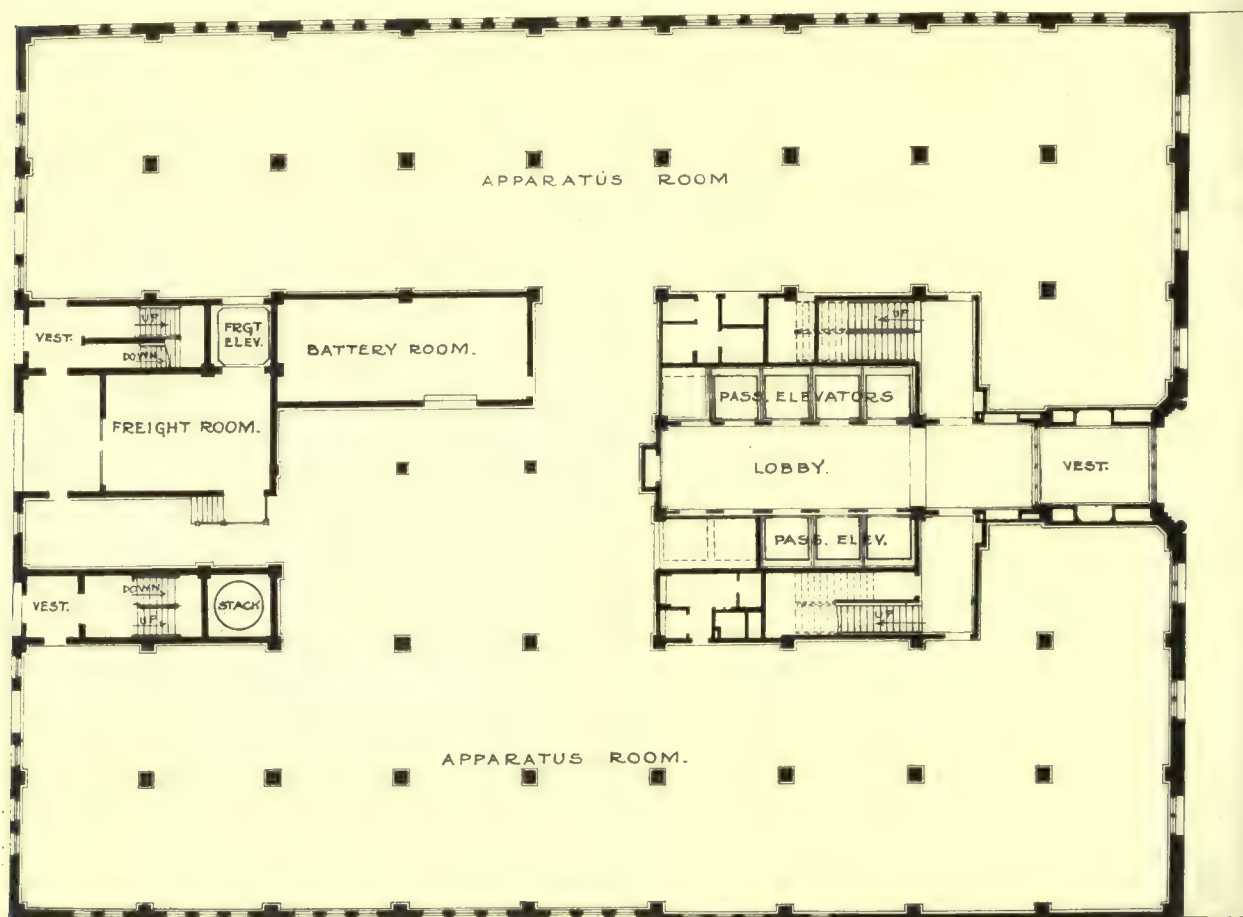 APPARATUS ROOM
VEST.
UP
DOWN
FRGT
ELEV.
BATTERY ROOM.
UP
PASS. ELEVATORS
FREIGHT ROOM.
LOBBY.
VEST.
PASS. ELEV.
VEST.
DOWN
UP
STACK
UP
APPARATUS ROOM.